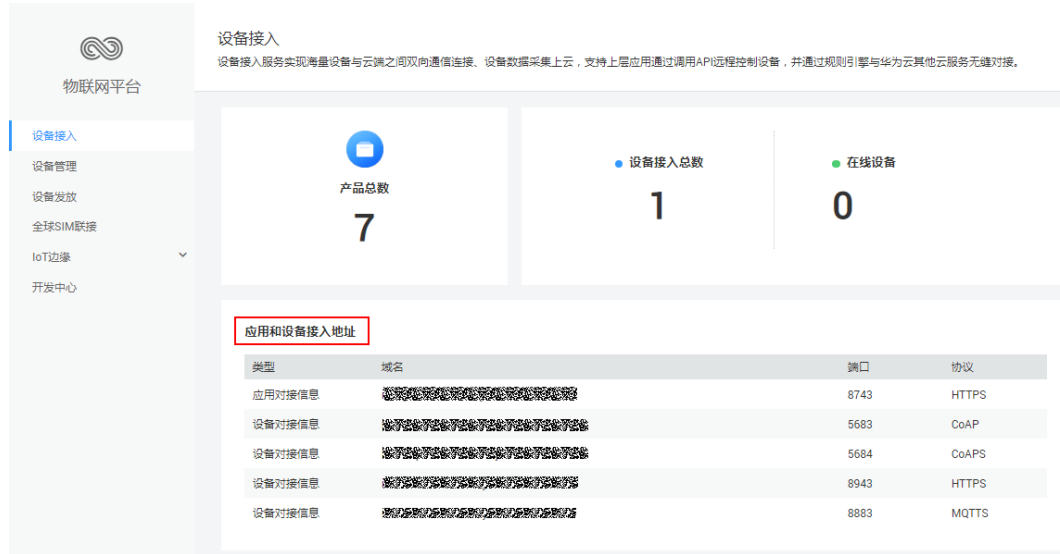 物联网平台
设备接入
设备管理
设备发放
全球SIM联接
IoT边缘
开发中心
设备接入
设备接入服务实现海量设备与云端之间双向通信连接、设备数据采集上云，支持上层应用通过调用API远程控制设备，并通过规则引擎与华为云其他云服务无缝对接。
产品总数
7
设备接入总数
1
在线设备
0
应用和设备接入地址
类型 域名 端口 协议
应用对接信息 8743 HTTPS
设备对接信息 5683 CoAP
设备对接信息 5684 CoAPS
设备对接信息 8943 HTTPS
设备对接信息 8883 MQTTS